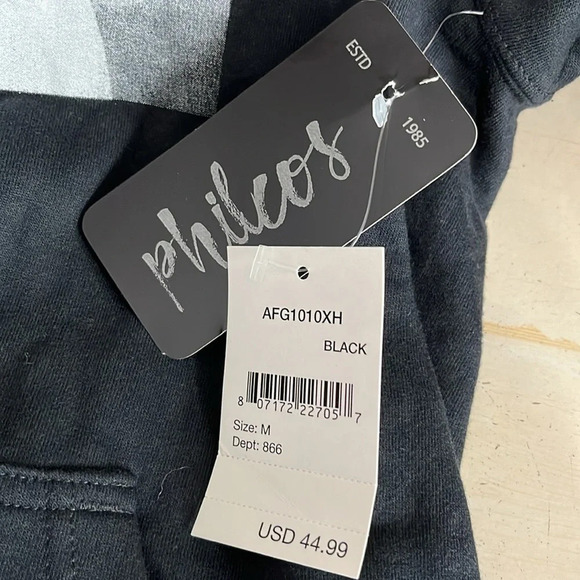 ESTD
1985
philcos
AFG1010XH
BLACK
8 07172 22705 7
Size: M
Dept: 866
USD 44.99